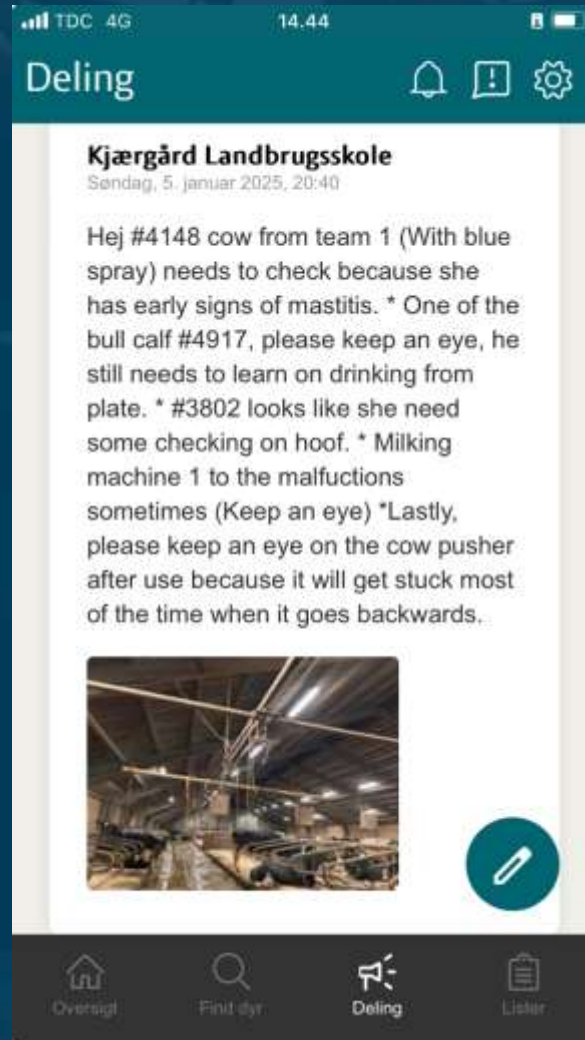 TDC 4G 14.44
Deling
Kjærgård Landbrugsskole
Søndag, 5. januar 2025, 20:40
Hej #4148 cow from team 1 (With blue
spray) needs to check because she
has early signs of mastitis. * One of the
bull calf #4917, please keep an eye, he
still needs to learn on drinking from
plate. * #3802 looks like she need
some checking on hoof. * Milking
machine 1 to the malfuctions
sometimes (Keep an eye) *Lastly,
please keep an eye on the cow pusher
after use because it will get stuck most
of the time when it goes backwards.
Oversigt Find dyr Deling Lister